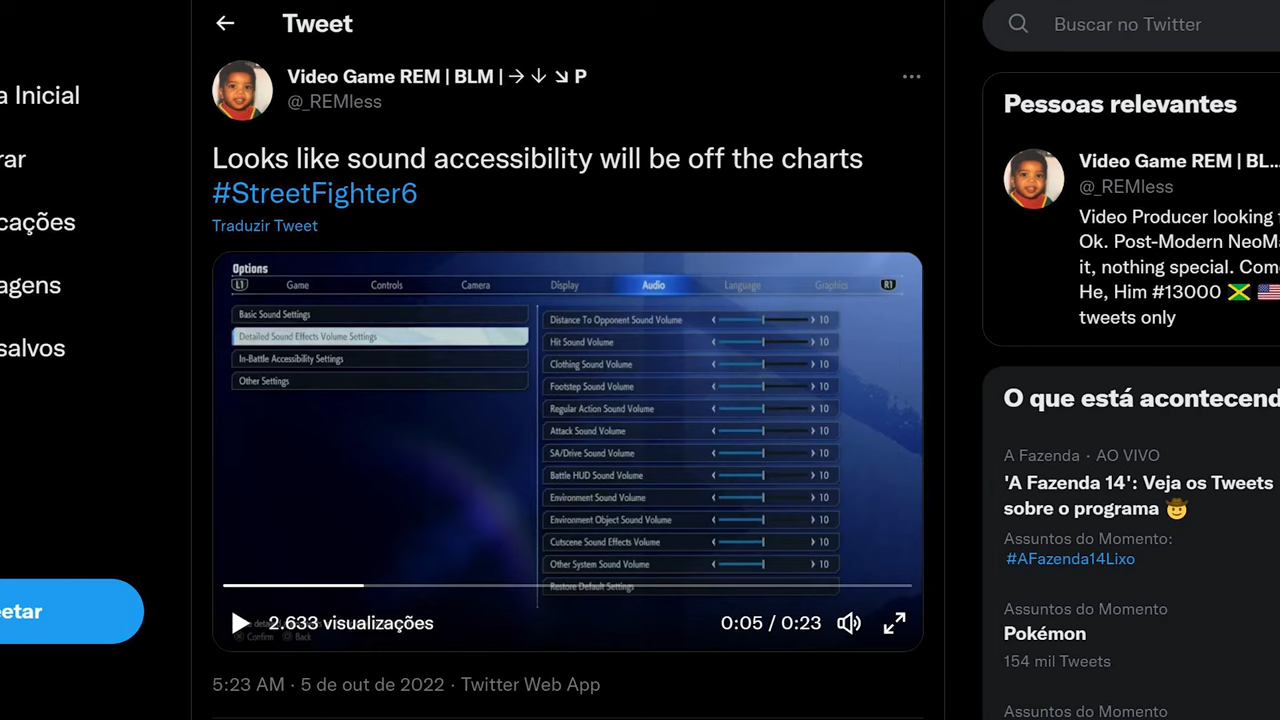 Tweet
Buscar no Twitter
a Inicial
rar
cações
agens
salvos
etar
Video Game REM | BLM | → ↓ ↘ P
@_REMless
Looks like sound accessibility will be off the charts
#StreetFighter6
Traduzir Tweet
Options
L1 Game Controls Camera Display Audio Language Graphics R1
Basic Sound Settings
Detailed Sound Effects Volume Settings
In-Battle Accessibility Settings
Other Settings
Distance To Opponent Sound Volume 10
Hit Sound Volume 10
Clothing Sound Volume 10
Footstep Sound Volume 10
Regular Action Sound Volume 10
Attack Sound Volume 10
SA/Drive Sound Volume 10
Battle HUD Sound Volume 10
Environment Sound Volume 10
Environment Object Sound Volume 10
Cutscene Sound Effects Volume 10
Other System Sound Volume 10
Restore Default Settings
2.633 visualizações
0:05 / 0:23
Confirm Back
5:23 AM · 5 de out de 2022 · Twitter Web App
Pessoas relevantes
Video Game REM | BL...
@_REMless
Video Producer looking
Ok. Post-Modern NeoMa
it, nothing special. Com
He, Him #13000
tweets only
O que está acontecend
A Fazenda · AO VIVO
'A Fazenda 14': Veja os Tweets
sobre o programa 🤠
Assuntos do Momento:
#AFazenda14Lixo
Assuntos do Momento
Pokémon
154 mil Tweets
Assuntos do Momento